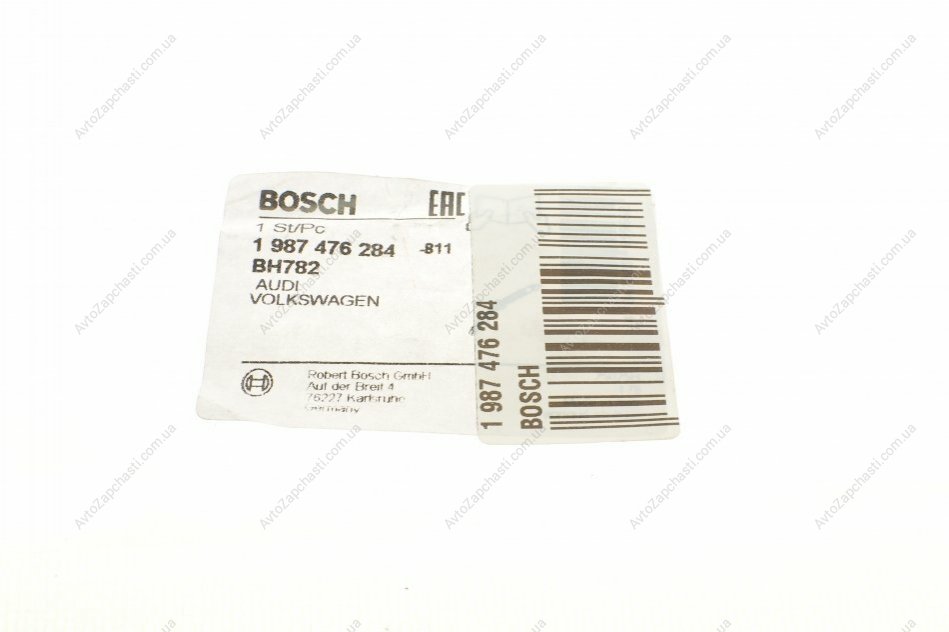 BOSCH EAC
1 St/Pc
1 987 476 284 -811
BH782
AUDI
VOLKSWAGEN
Robert Bosch GmbH
Auf der Breit 4
76227 Karlsruhe
Germany
1 987 476 284
BOSCH
AvtoZapchasti.com.ua